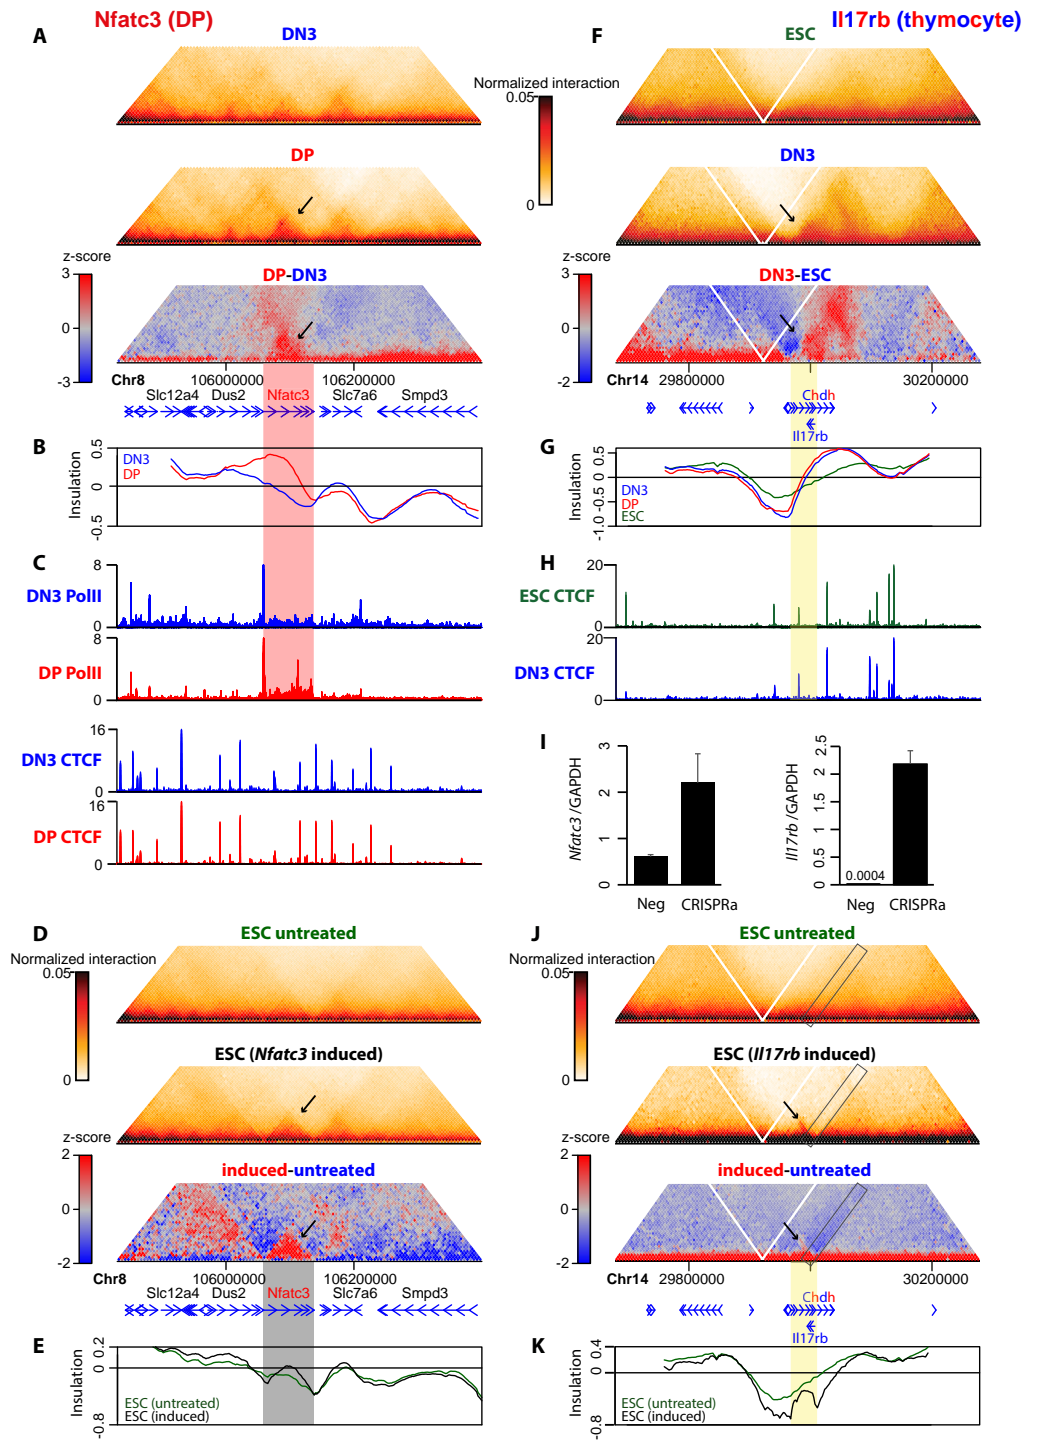 Nfatc3 (DP)
Il17rb (thymocyte)
A
DN3
Normalized interaction
0.05
0
DP
z-score
3
0
-3
DP-DN3
Chr8
106000000
106200000
Slc12a4
Dus2
Nfatc3
Slc7a6
Smpd3
B
Insulation
0.5
0
-0.5
DN3
DP
C
DN3 PolII
8
0
DP PolII
8
0
DN3 CTCF
16
0
DP CTCF
16
0
D
ESC untreated
Normalized interaction
0.05
0
ESC (Nfatc3 induced)
z-score
2
0
-2
induced-untreated
Chr8
106000000
106200000
Slc12a4
Dus2
Nfatc3
Slc7a6
Smpd3
E
Insulation
0.2
0
-0.8
ESC (untreated)
ESC (induced)
F
ESC
DN3
z-score
3
0
-2
DN3-ESC
Chr14
29800000
30200000
Chdh
Il17rb
G
Insulation
0.5
0
-0.5
-1.0
DN3
DP
ESC
H
ESC CTCF
20
0
DN3 CTCF
20
0
I
Nfatc3 /GAPDH
3
2
1
0
Neg
CRISPRa
Il17rb /GAPDH
2.5
2
1.5
1
0.5
0
0.0004
Neg
CRISPRa
J
ESC untreated
Normalized interaction
0.05
0
ESC (Il17rb induced)
z-score
2
0
-2
induced-untreated
Chr14
29800000
30200000
Chdh
Il17rb
K
Insulation
0.4
0
-0.8
ESC (untreated)
ESC (induced)